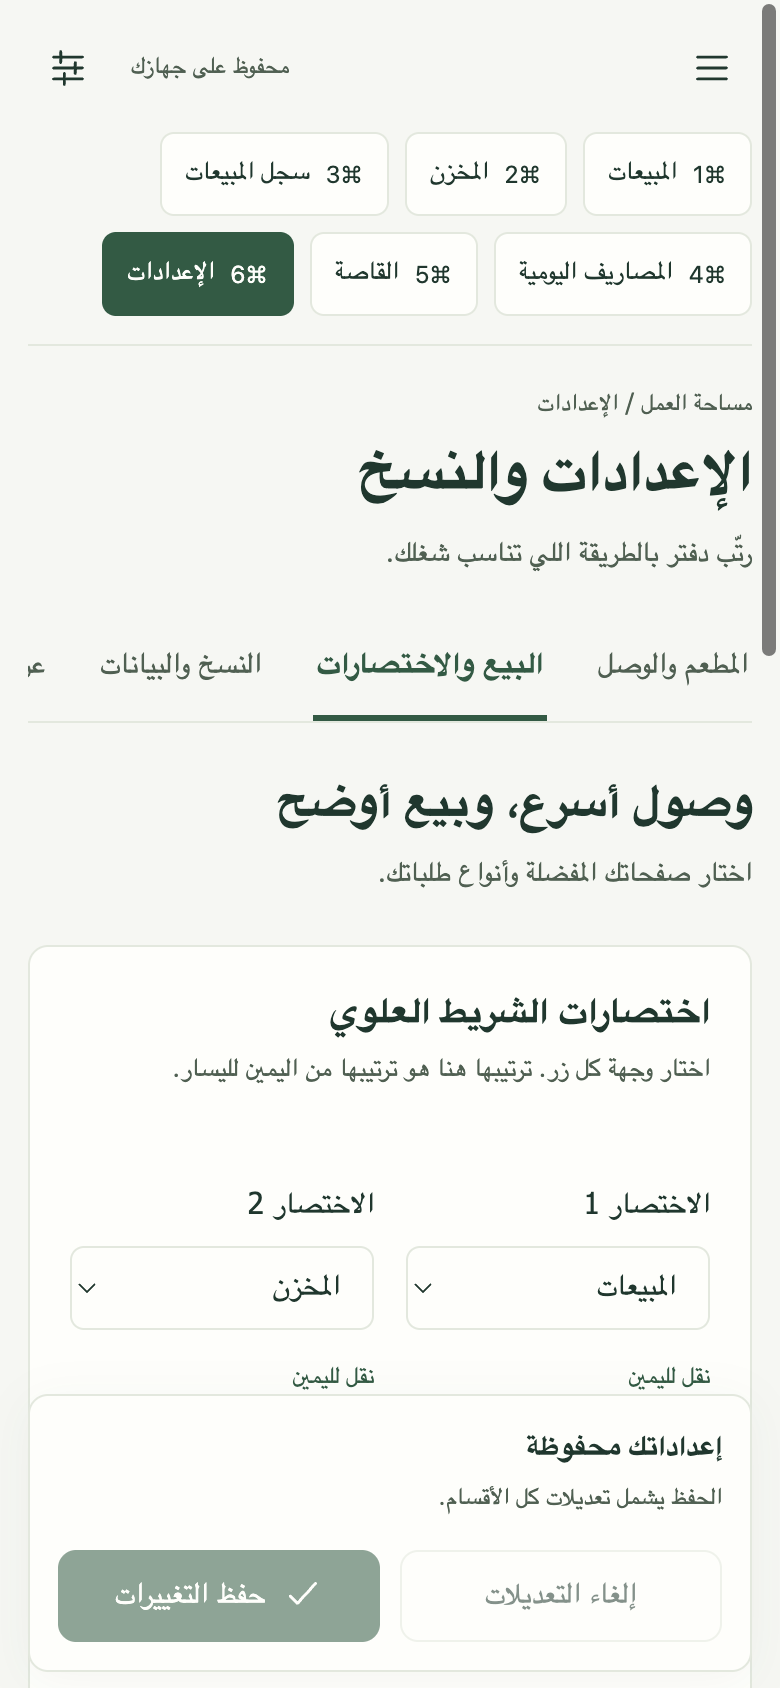 محفوظ على جهازك
⌘1 المبيعات ⌘2 المخزن ⌘3 سجل المبيعات
⌘4 المصاريف اليومية ⌘5 القاصة ⌘6 الإعدادات
مساحة العمل / الإعدادات
الإعدادات والنسخ
رتّب دفتر بالطريقة اللي تناسب شغلك.
المطعم والوصل البيع والاختصارات النسخ والبيانات
وصول أسرع، وبيع أوضح
اختار صفحاتك المفضلة وأنواع طلباتك.
اختصارات الشريط العلوي
اختار وجهة كل زر. ترتيبها هنا هو ترتيبها من اليمين لليسار.
الاختصار 1 الاختصار 2
المبيعات المخزن
نقل لليمين نقل لليمين
إعداداتك محفوظة
الحفظ يشمل تعديلات كل الأقسام.
إلغاء التعديلات حفظ التغييرات